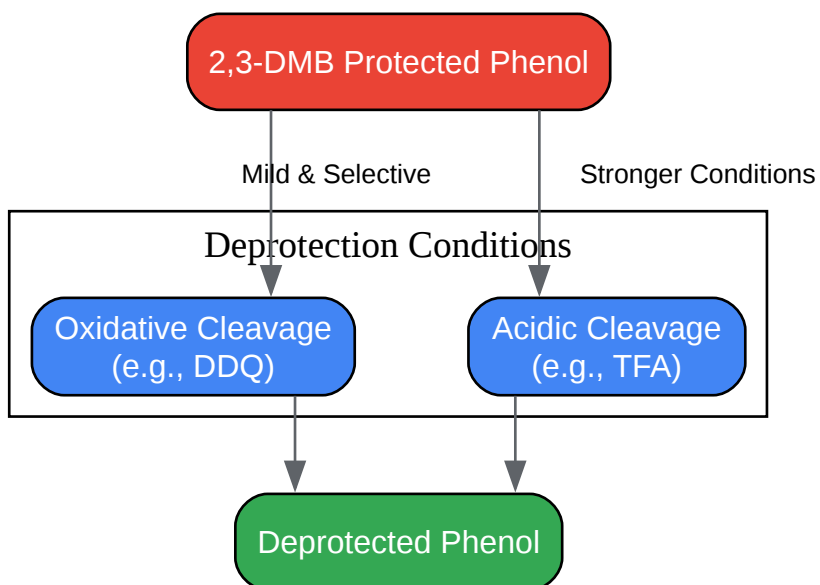 2,3-DMB Protected Phenol
Mild & Selective
Stronger Conditions
Deprotection Conditions
Oxidative Cleavage
(e.g., DDQ)
Acidic Cleavage
(e.g., TFA)
Deprotected Phenol